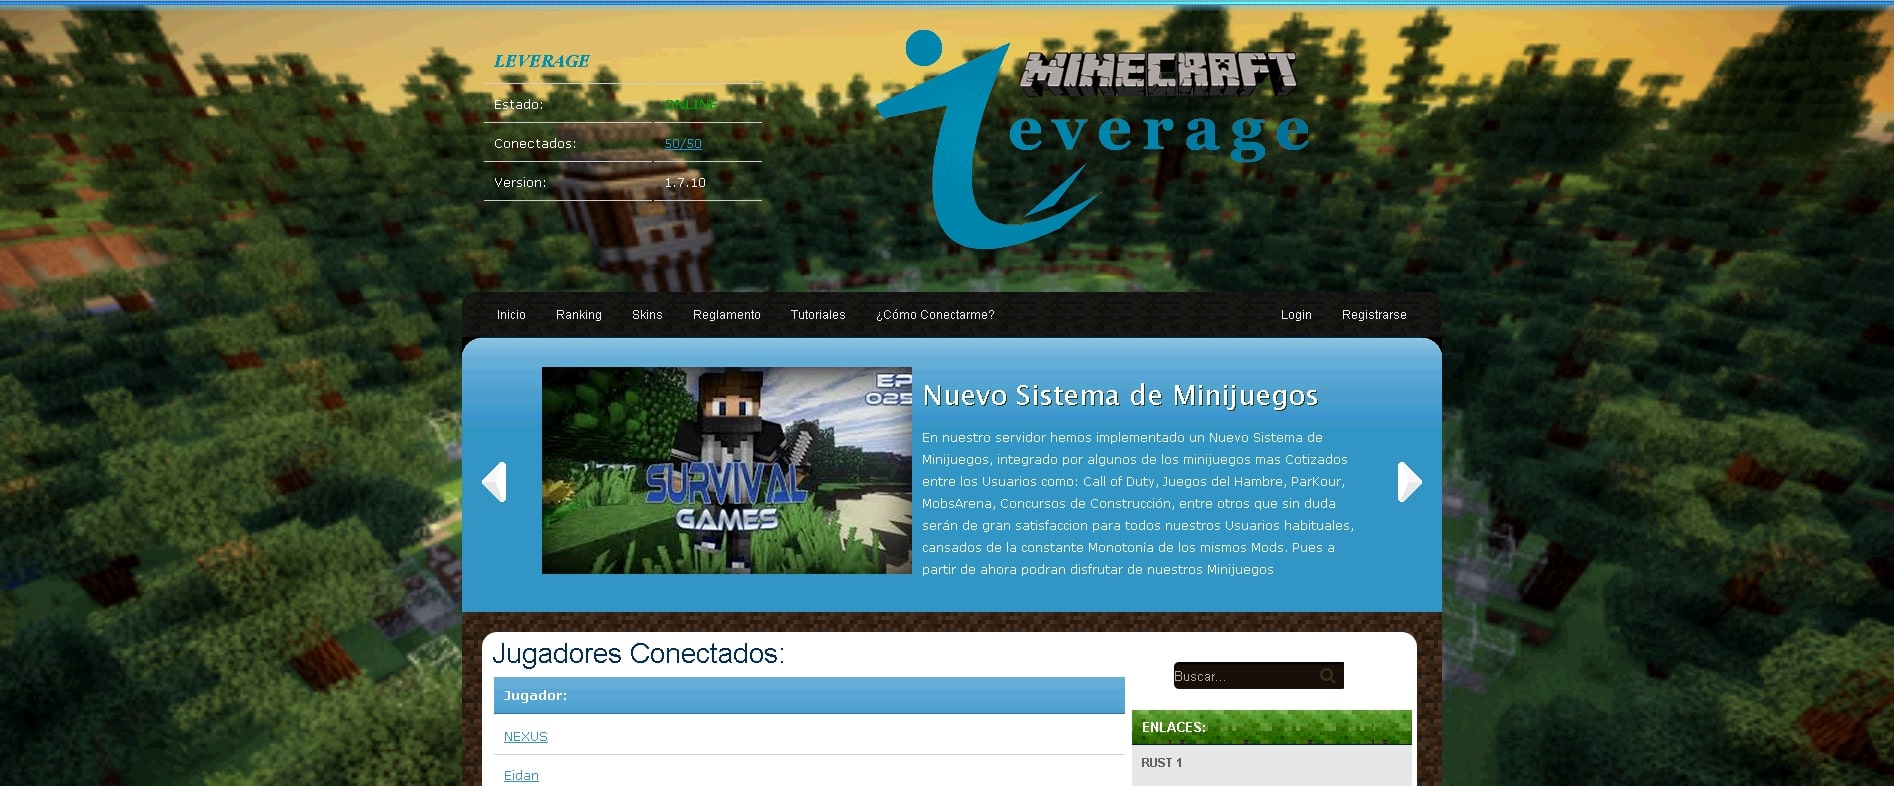 LEVERAGE
Estado: ONLINE
Conectados: 50/50
Version: 1.7.10
MINECRAFT
everage
Inicio Ranking Skins Reglamento Tutoriales ¿Cómo Conectarme? Login Registrarse
EP
025
SURVIVAL
GAMES
Nuevo Sistema de Minijuegos
En nuestro servidor hemos implementado un Nuevo Sistema de
Minijuegos, integrado por algunos de los minijuegos mas Cotizados
entre los Usuarios como: Call of Duty, Juegos del Hambre, ParKour,
MobsArena, Concursos de Construcción, entre otros que sin duda
serán de gran satisfaccion para todos nuestros Usuarios habituales,
cansados de la constante Monotonía de los mismos Mods. Pues a
partir de ahora podran disfrutar de nuestros Minijuegos
Jugadores Conectados:
Jugador:
NEXUS
Eidan
Buscar...
ENLACES:
RUST 1